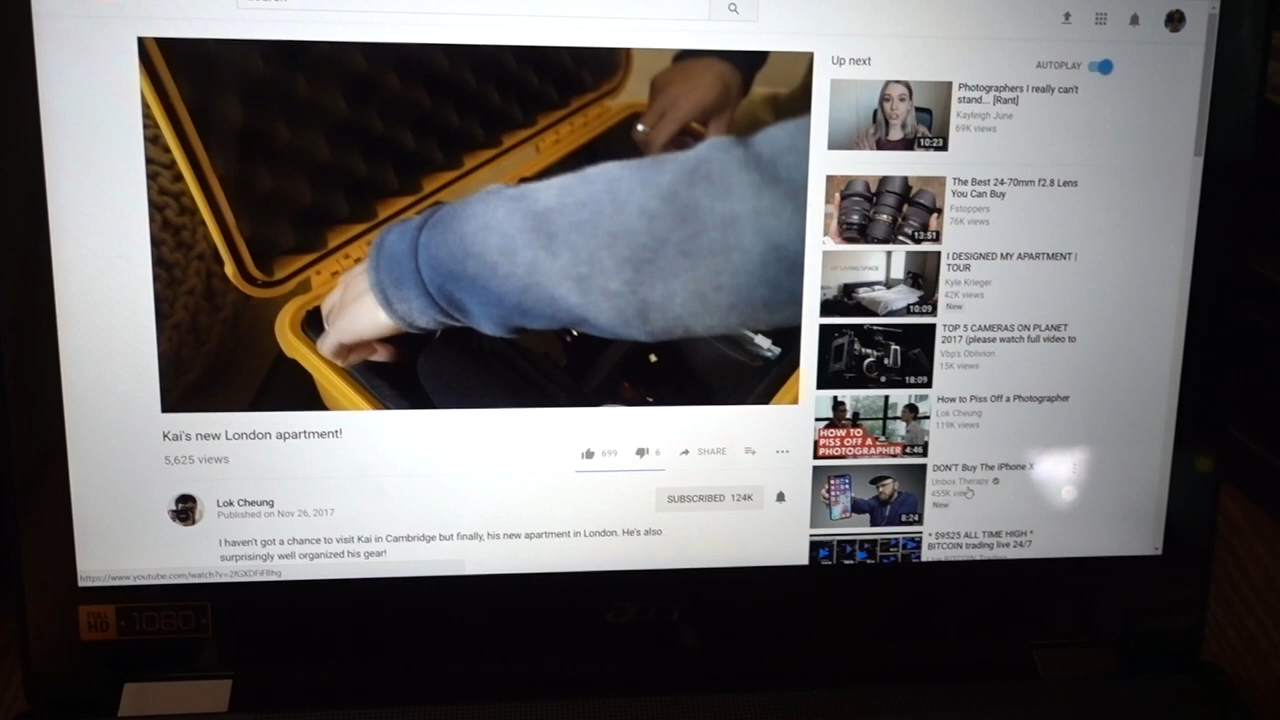 Up next
AUTOPLAY
Photographers I really can't
stand... [Rant]
Kayleigh June
69K views
10:23
The Best 24-70mm f2.8 Lens
You Can Buy
Fstoppers
76K views
13:51
I DESIGNED MY APARTMENT |
TOUR
Kyle Krieger
42K views
New
10:09
TOP 5 CAMERAS ON PLANET
2017 (please watch full video to
Vbp's Oblivion
15K views
18:09
How to Piss Off a Photographer
Lok Cheung
119K views
HOW TO
PISS OFF A
PHOTOGRAPHER 4:46
DON'T Buy The iPhone X
Unbox Therapy
455K views
New
8:24
* $9525 ALL TIME HIGH *
BITCOIN trading live 24/7
Kai's new London apartment!
5,625 views
699 6 SHARE
Lok Cheung
Published on Nov 26, 2017
SUBSCRIBED 124K
I haven't got a chance to visit Kai in Cambridge but finally, his new apartment in London. He's also
surprisingly well organized his gear!
FULL
HD 1080
acer